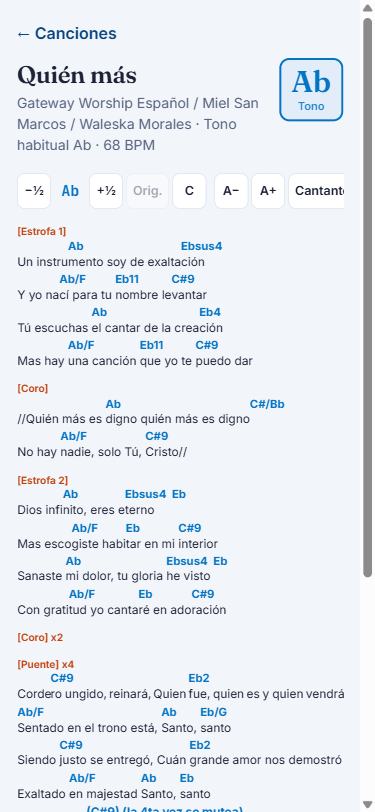 ← Canciones
Quién más
Gateway Worship Español / Miel San
Marcos / Waleska Morales · Tono
habitual Ab · 68 BPM
Ab
Tono
−½ Ab +½ Orig. C A− A+ Cantant
[Estrofa 1]
Ab Ebsus4
Un instrumento soy de exaltación
Ab/F Eb11 C#9
Y yo nací para tu nombre levantar
Ab Eb4
Tú escuchas el cantar de la creación
Ab/F Eb11 C#9
Mas hay una canción que yo te puedo dar
[Coro]
Ab C#/Bb
//Quién más es digno quién más es digno
Ab/F C#9
No hay nadie, solo Tú, Cristo//
[Estrofa 2]
Ab Ebsus4 Eb
Dios infinito, eres eterno
Ab/F Eb C#9
Mas escogiste habitar en mi interior
Ab Ebsus4 Eb
Sanaste mi dolor, tu gloria he visto
Ab/F Eb C#9
Con gratitud yo cantaré en adoración
[Coro] x2
[Puente] x4
C#9 Eb2
Cordero ungido, reinará, Quien fue, quien es y quien vendrá
Ab/F Ab Eb/G
Sentado en el trono está, Santo, santo
C#9 Eb2
Siendo justo se entregó, Cuán grande amor nos demostró
Ab/F Ab Eb
Exaltado en majestad Santo, santo
(C#9) (la 4ta vez se mutea)